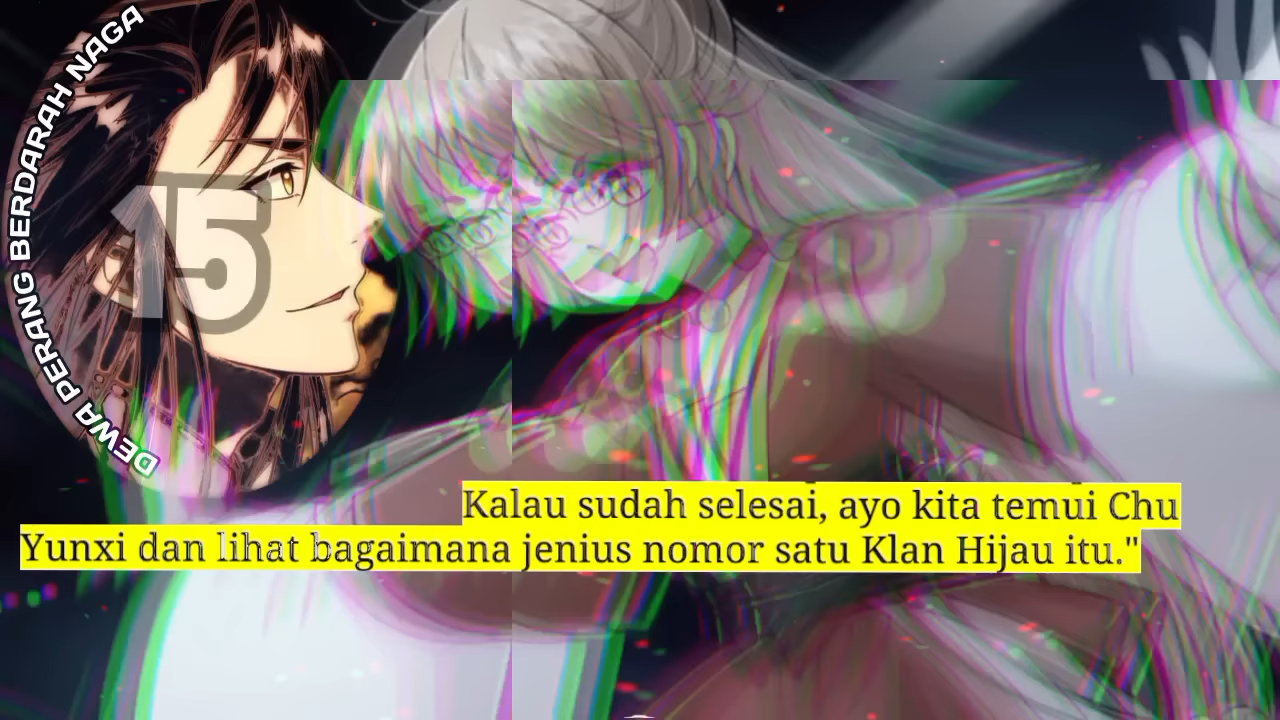 DEWA PERANG BERDARAH NAGA
15
Kalau sudah selesai, ayo kita temui Chu
Yunxi dan lihat bagaimana jenius nomor satu Klan Hijau itu."